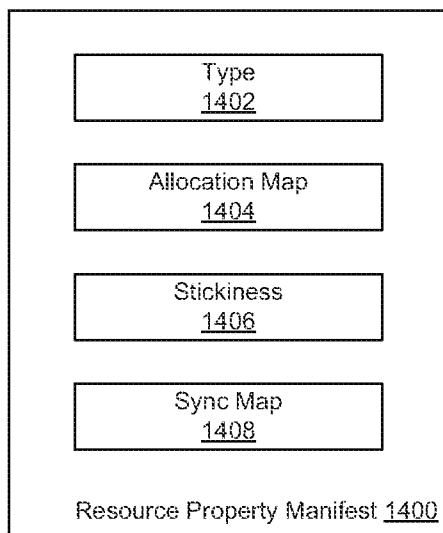 Type
1402
Allocation Map
1404
Stickiness
1406
Sync Map
1408
Resource Property Manifest 1400